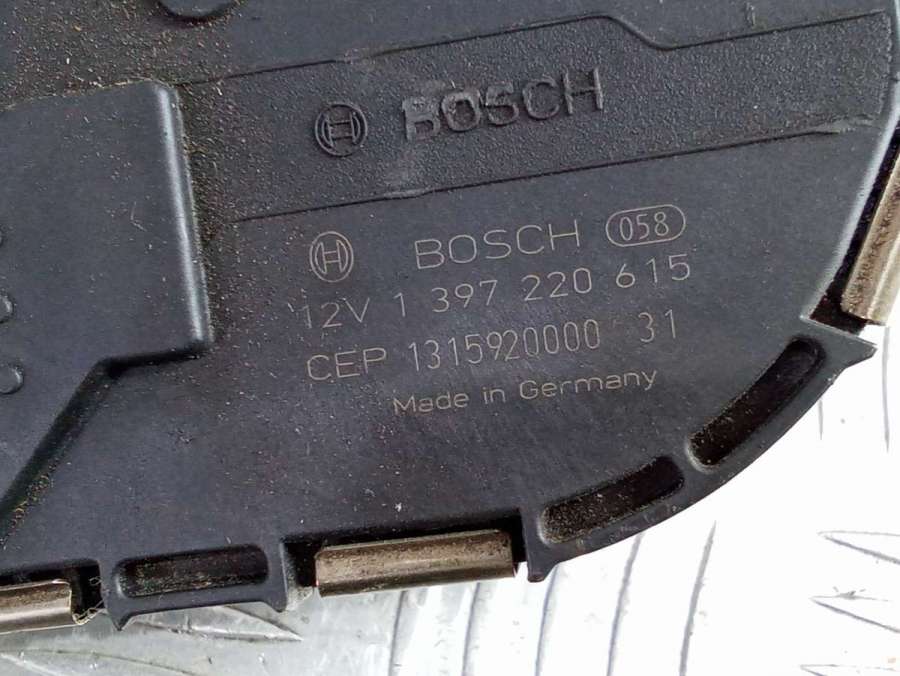 BOSCH
BOSCH 058
12V 1 397 220 615
CEP 1315920000 31
Made in Germany